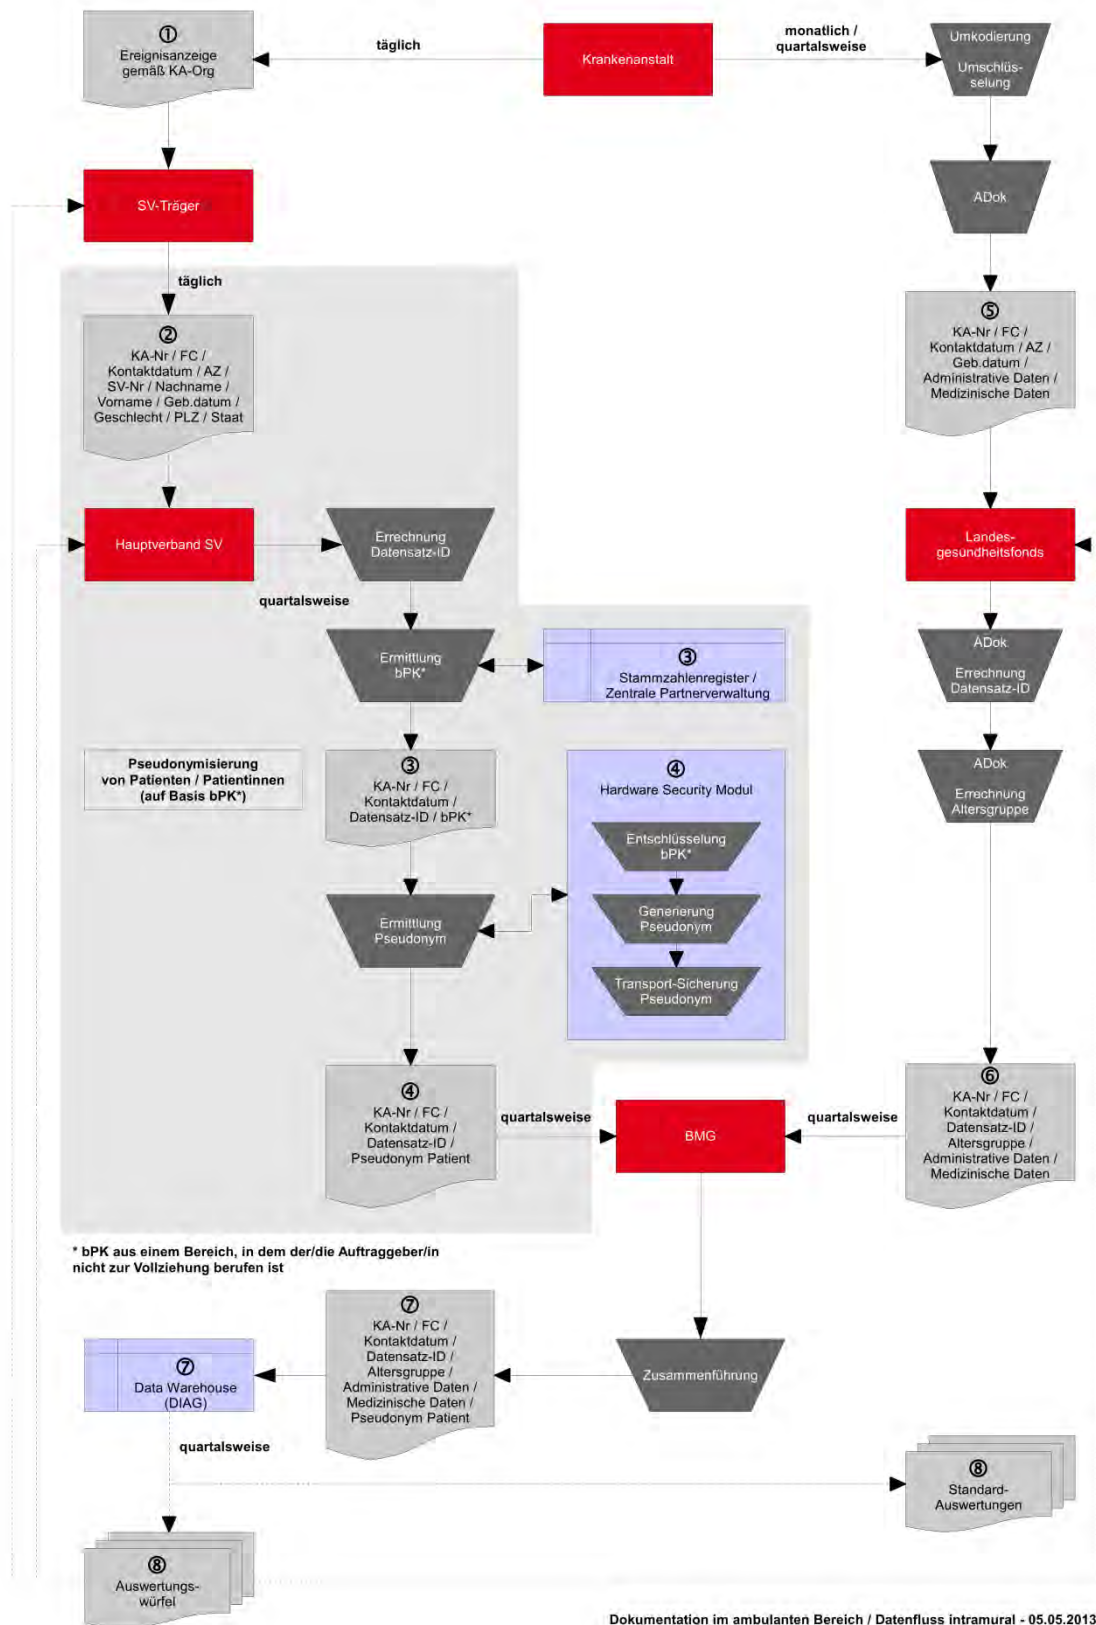 ①
Ereignisanzeige
gemäß KA-Org
täglich
Krankenanstalt
monatlich /
quartalsweise
Umkodierung
Umschlüs-
selung
SV-Träger
ADok
täglich
②
KA-Nr / FC /
Kontaktdatum / AZ /
SV-Nr / Nachname /
Vorname / Geb.datum /
Geschlecht / PLZ / Staat
⑤
KA-Nr / FC /
Kontaktdatum / AZ /
Geb.datum /
Administrative Daten /
Medizinische Daten
Hauptverband SV
Errechnung
Datensatz-ID
Landes-
gesundheitsfonds
quartalsweise
Ermittlung
bPK*
③
Stammzahlenregister /
Zentrale Partnerverwaltung
ADok
Errechnung
Datensatz-ID
Pseudonymisierung
von Patienten / Patientinnen
(auf Basis bPK*)
③
KA-Nr / FC /
Kontaktdatum /
Datensatz-ID / bPK*
④
Hardware Security Modul
Entschlüsselung
bPK*
Generierung
Pseudonym
Transport-Sicherung
Pseudonym
ADok
Errechnung
Altersgruppe
Ermittlung
Pseudonym
④
KA-Nr / FC /
Kontaktdatum /
Datensatz-ID /
Pseudonym Patient
quartalsweise
BMG
quartalsweise
⑥
KA-Nr / FC /
Kontaktdatum /
Datensatz-ID /
Altersgruppe /
Administrative Daten /
Medizinische Daten
* bPK aus einem Bereich, in dem der/die Auftraggeber/in
nicht zur Vollziehung berufen ist
⑦
Data Warehouse
(DIAG)
⑦
KA-Nr / FC /
Kontaktdatum /
Datensatz-ID /
Altersgruppe /
Administrative Daten /
Medizinische Daten /
Pseudonym Patient
Zusammenführung
quartalsweise
⑧
Standard-
Auswertungen
⑧
Auswertungs-
würfel
Dokumentation im ambulanten Bereich / Datenfluss intramural - 05.05.2013